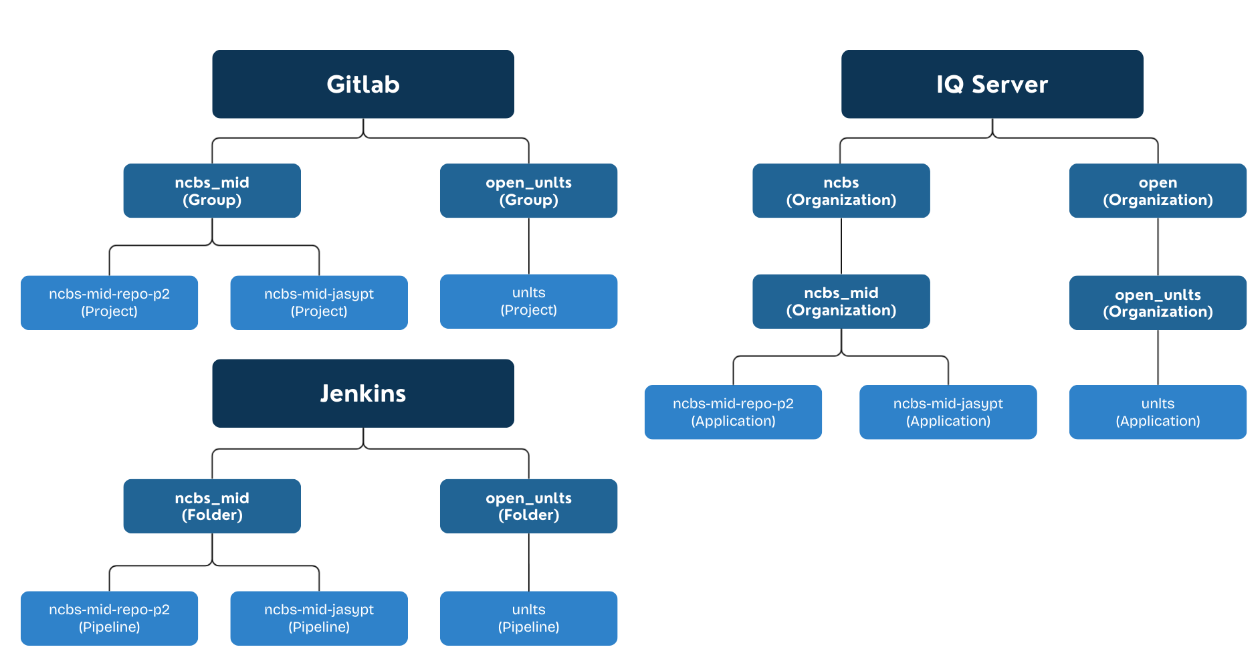 Gitlab
ncbs_mid
(Group)
open_unlts
(Group)
ncbs-mid-repo-p2
(Project)
ncbs-mid-jasypt
(Project)
unlts
(Project)
Jenkins
ncbs_mid
(Folder)
open_unlts
(Folder)
ncbs-mid-repo-p2
(Pipeline)
ncbs-mid-jasypt
(Pipeline)
unlts
(Pipeline)
IQ Server
ncbs
(Organization)
open
(Organization)
ncbs_mid
(Organization)
open_unlts
(Organization)
ncbs-mid-repo-p2
(Application)
ncbs-mid-jasypt
(Application)
unlts
(Application)